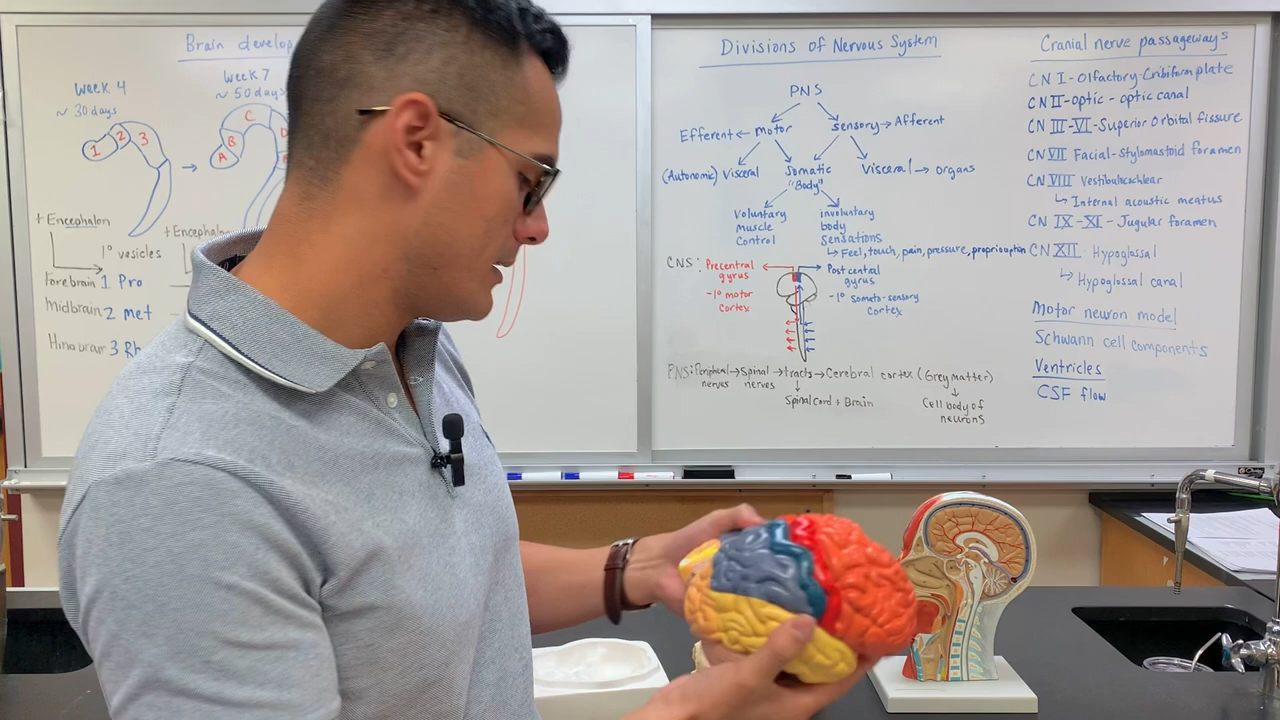 Brain develop
Week 4
~ 30 days
Week 7
~ 50 days
1 2 3
A B C D
+ Encephalon
+ Encephalon
1° vesicles
Forebrain 1 Pro
Midbrain 2 met
Hindbrain 3 Rh
Divisions of Nervous System
PNS
Efferent ← motor
sensory → Afferent
(Autonomic) Visceral
Somatic
"Body"
Visceral → organs
Voluntary
muscle
Control
involuntary
body
Sensations
↳ Feel, touch, pain, pressure, proprioception
CNS:
Precentral
gyrus
-1° motor
cortex
Post central
gyrus
-1° Somato-sensory
cortex
PNS: Peripheral → Spinal → tracts → Cerebral cortex (Grey matter)
nerves nerves
Spinal cord + Brain
Cell body of
neurons
Cranial nerve passageways
CN I - Olfactory - Cribiform plate
CN II - optic - optic canal
CN III - VI - Superior Orbital fissure
CN VII Facial - Stylomastoid foramen
CN VIII Vestibulocochlear
↳ Internal acoustic meatus
CN IX - XI - Jugular foramen
CN XII Hypoglossal
↳ Hypoglossal canal
Motor neuron model
Schwann cell components
Ventricles
CSF flow